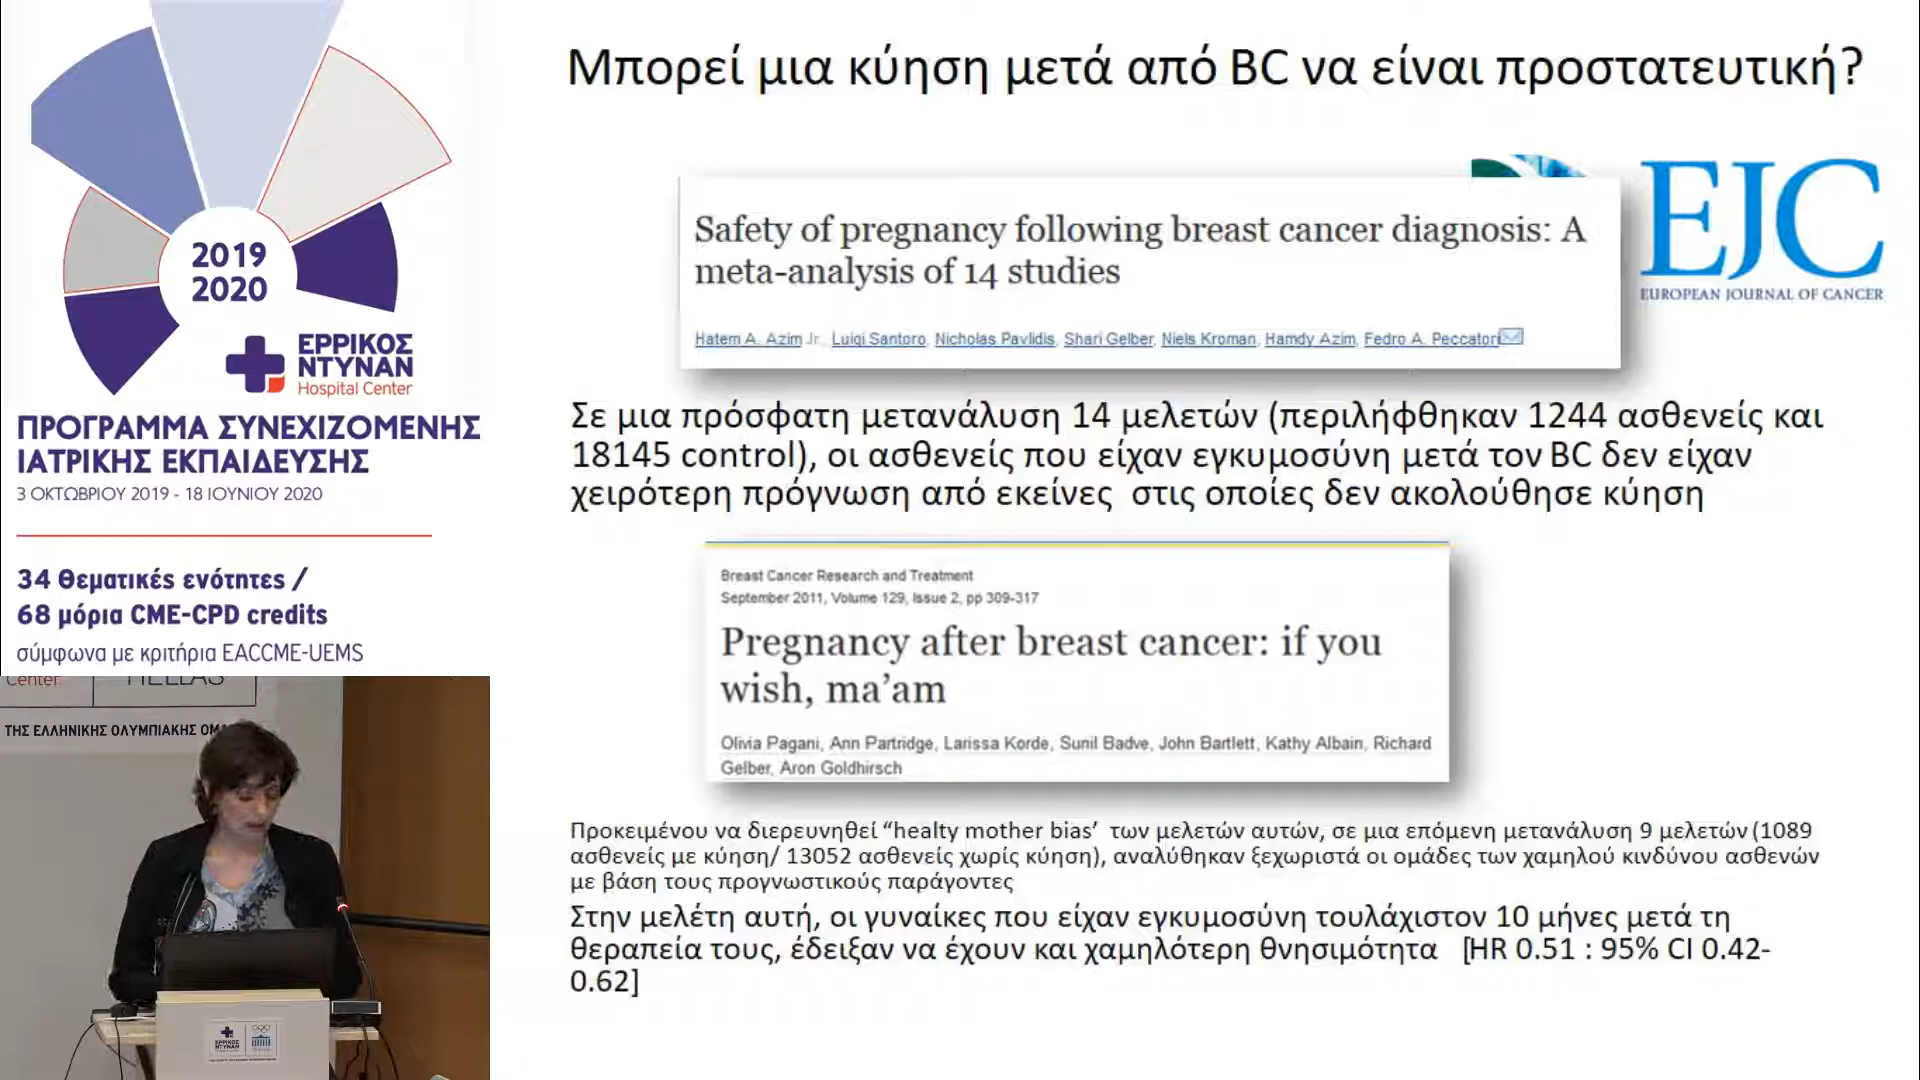 2019
2020
ΕΡΡΙΚΟΣ
ΝΤΥΝΑΝ
Hospital Center
ΠΡΟΓΡΑΜΜΑ ΣΥΝΕΧΙΖΟΜΕΝΗΣ
ΙΑΤΡΙΚΗΣ ΕΚΠΑΙΔΕΥΣΗΣ
3 ΟΚΤΩΒΡΙΟΥ 2019 - 18 ΙΟΥΝΙΟΥ 2020
34 θεματικές ενότητες /
68 μόρια CME-CPD credits
σύμφωνα με κριτήρια EACCME-UEMS
Center
HELLAS
ΤΗΣ ΕΛΛΗΝΙΚΗΣ ΟΛΥΜΠΙΑΚΗΣ
ΕΡΡΙΚΟΣ
ΝΤΥΝΑΝ
Μπορεί μια κύηση μετά από BC να είναι προστατευτική?
EJC
EUROPEAN JOURNAL OF CANCER
Safety of pregnancy following breast cancer diagnosis: A
meta-analysis of 14 studies
Hatem A. Azim Jr., Luigi Santoro, Nicholas Pavlidis, Shari Gelber, Niels Kroman, Hamdy Azim, Fedro A. Peccatori
Σε μια πρόσφατη μετανάλυση 14 μελετών (περιλήφθηκαν 1244 ασθενείς και
18145 control), οι ασθενείς που είχαν εγκυμοσύνη μετά τον BC δεν είχαν
χειρότερη πρόγνωση από εκείνες στις οποίες δεν ακολούθησε κύηση
Breast Cancer Research and Treatment
September 2011, Volume 129, Issue 2, pp 309-317
Pregnancy after breast cancer: if you
wish, ma’am
Olivia Pagani, Ann Partridge, Larissa Korde, Sunil Badve, John Bartlett, Kathy Albain, Richard
Gelber, Aron Goldhirsch
Προκειμένου να διερευνηθεί “healty mother bias’ των μελετών αυτών, σε μια επόμενη μετανάλυση 9 μελετών (1089
ασθενείς με κύηση/ 13052 ασθενείς χωρίς κύηση), αναλύθηκαν ξεχωριστά οι ομάδες των χαμηλού κινδύνου ασθενών
με βάση τους προγνωστικούς παράγοντες
Στην μελέτη αυτή, οι γυναίκες που είχαν εγκυμοσύνη τουλάχιστον 10 μήνες μετά τη
θεραπεία τους, έδειξαν να έχουν και χαμηλότερη θνησιμότητα [HR 0.51 : 95% CI 0.42-
0.62]